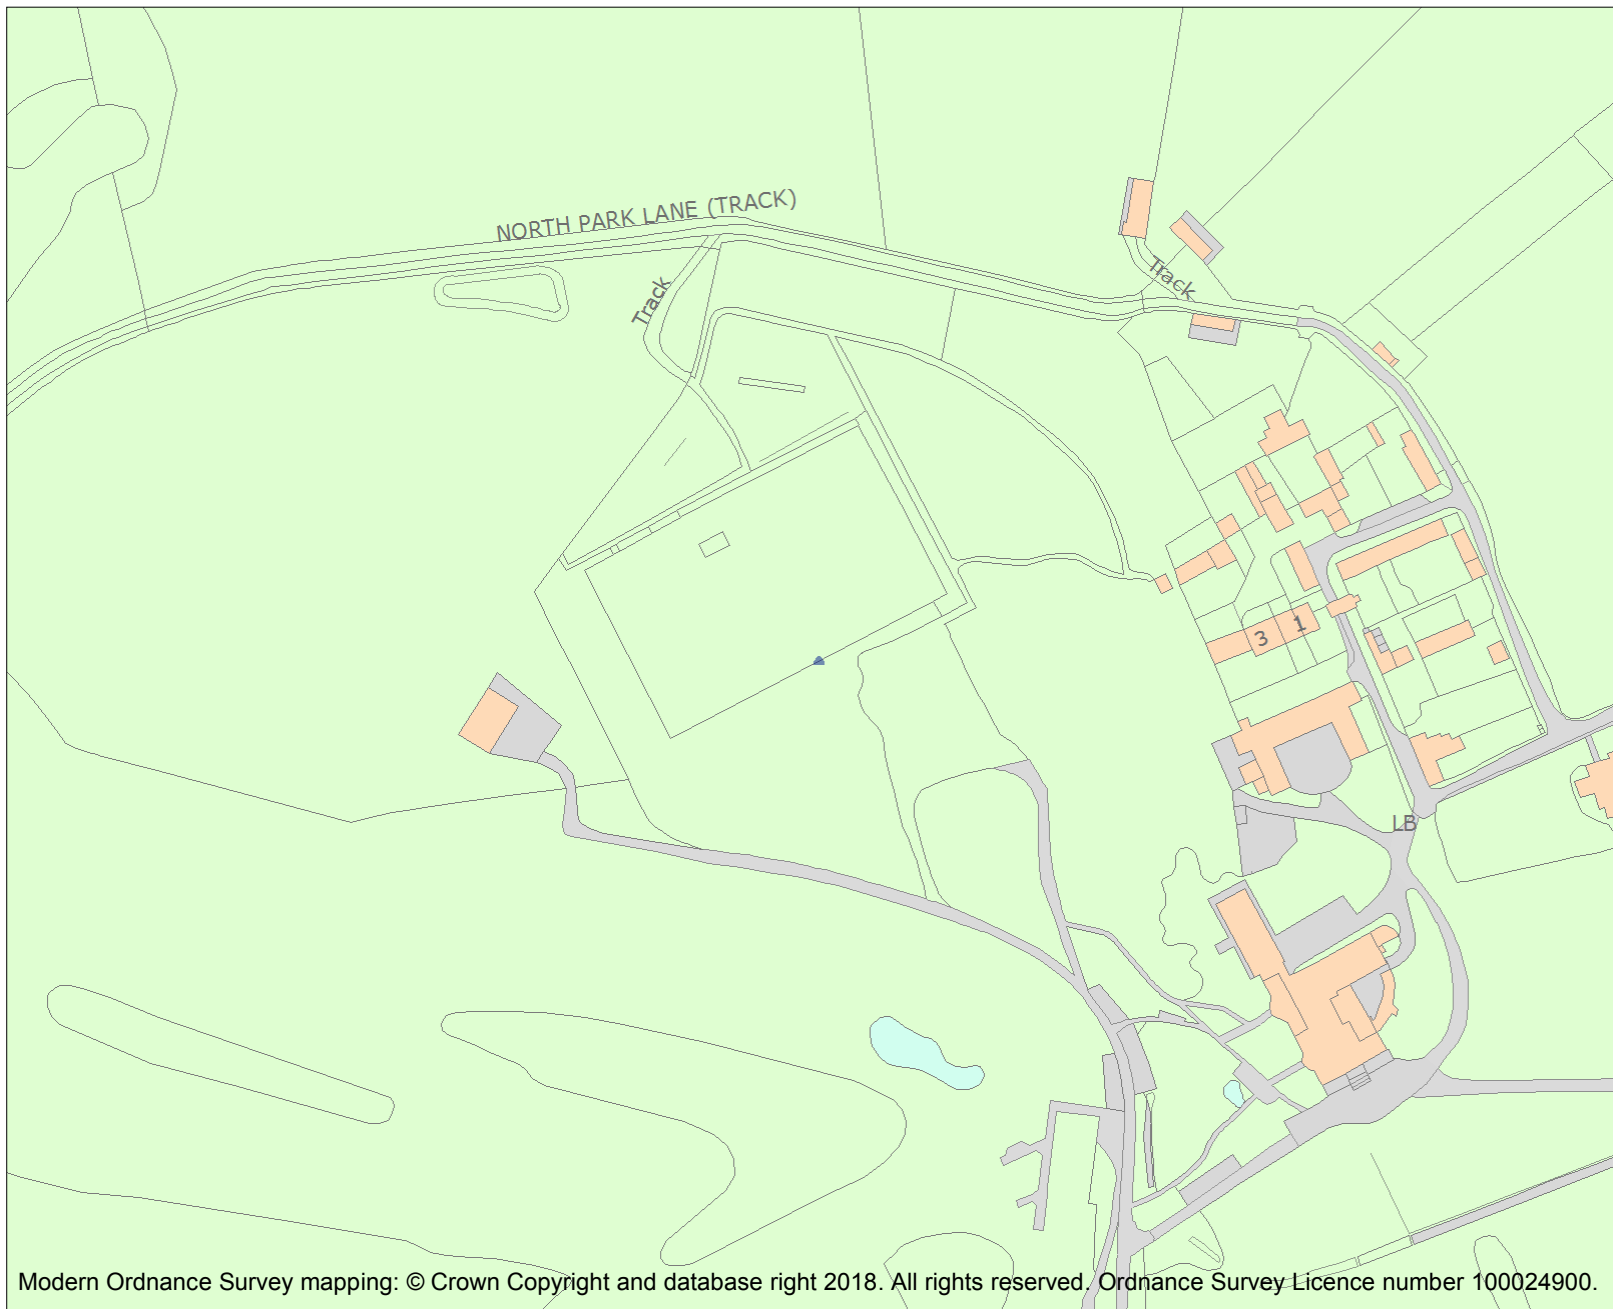 NORTH PARK LANE (TRACK)
Track
Track
3
1
LB
Modern Ordnance Survey mapping: © Crown Copyright and database right 2018. All rights reserved. Ordnance Survey Licence number 100024900.